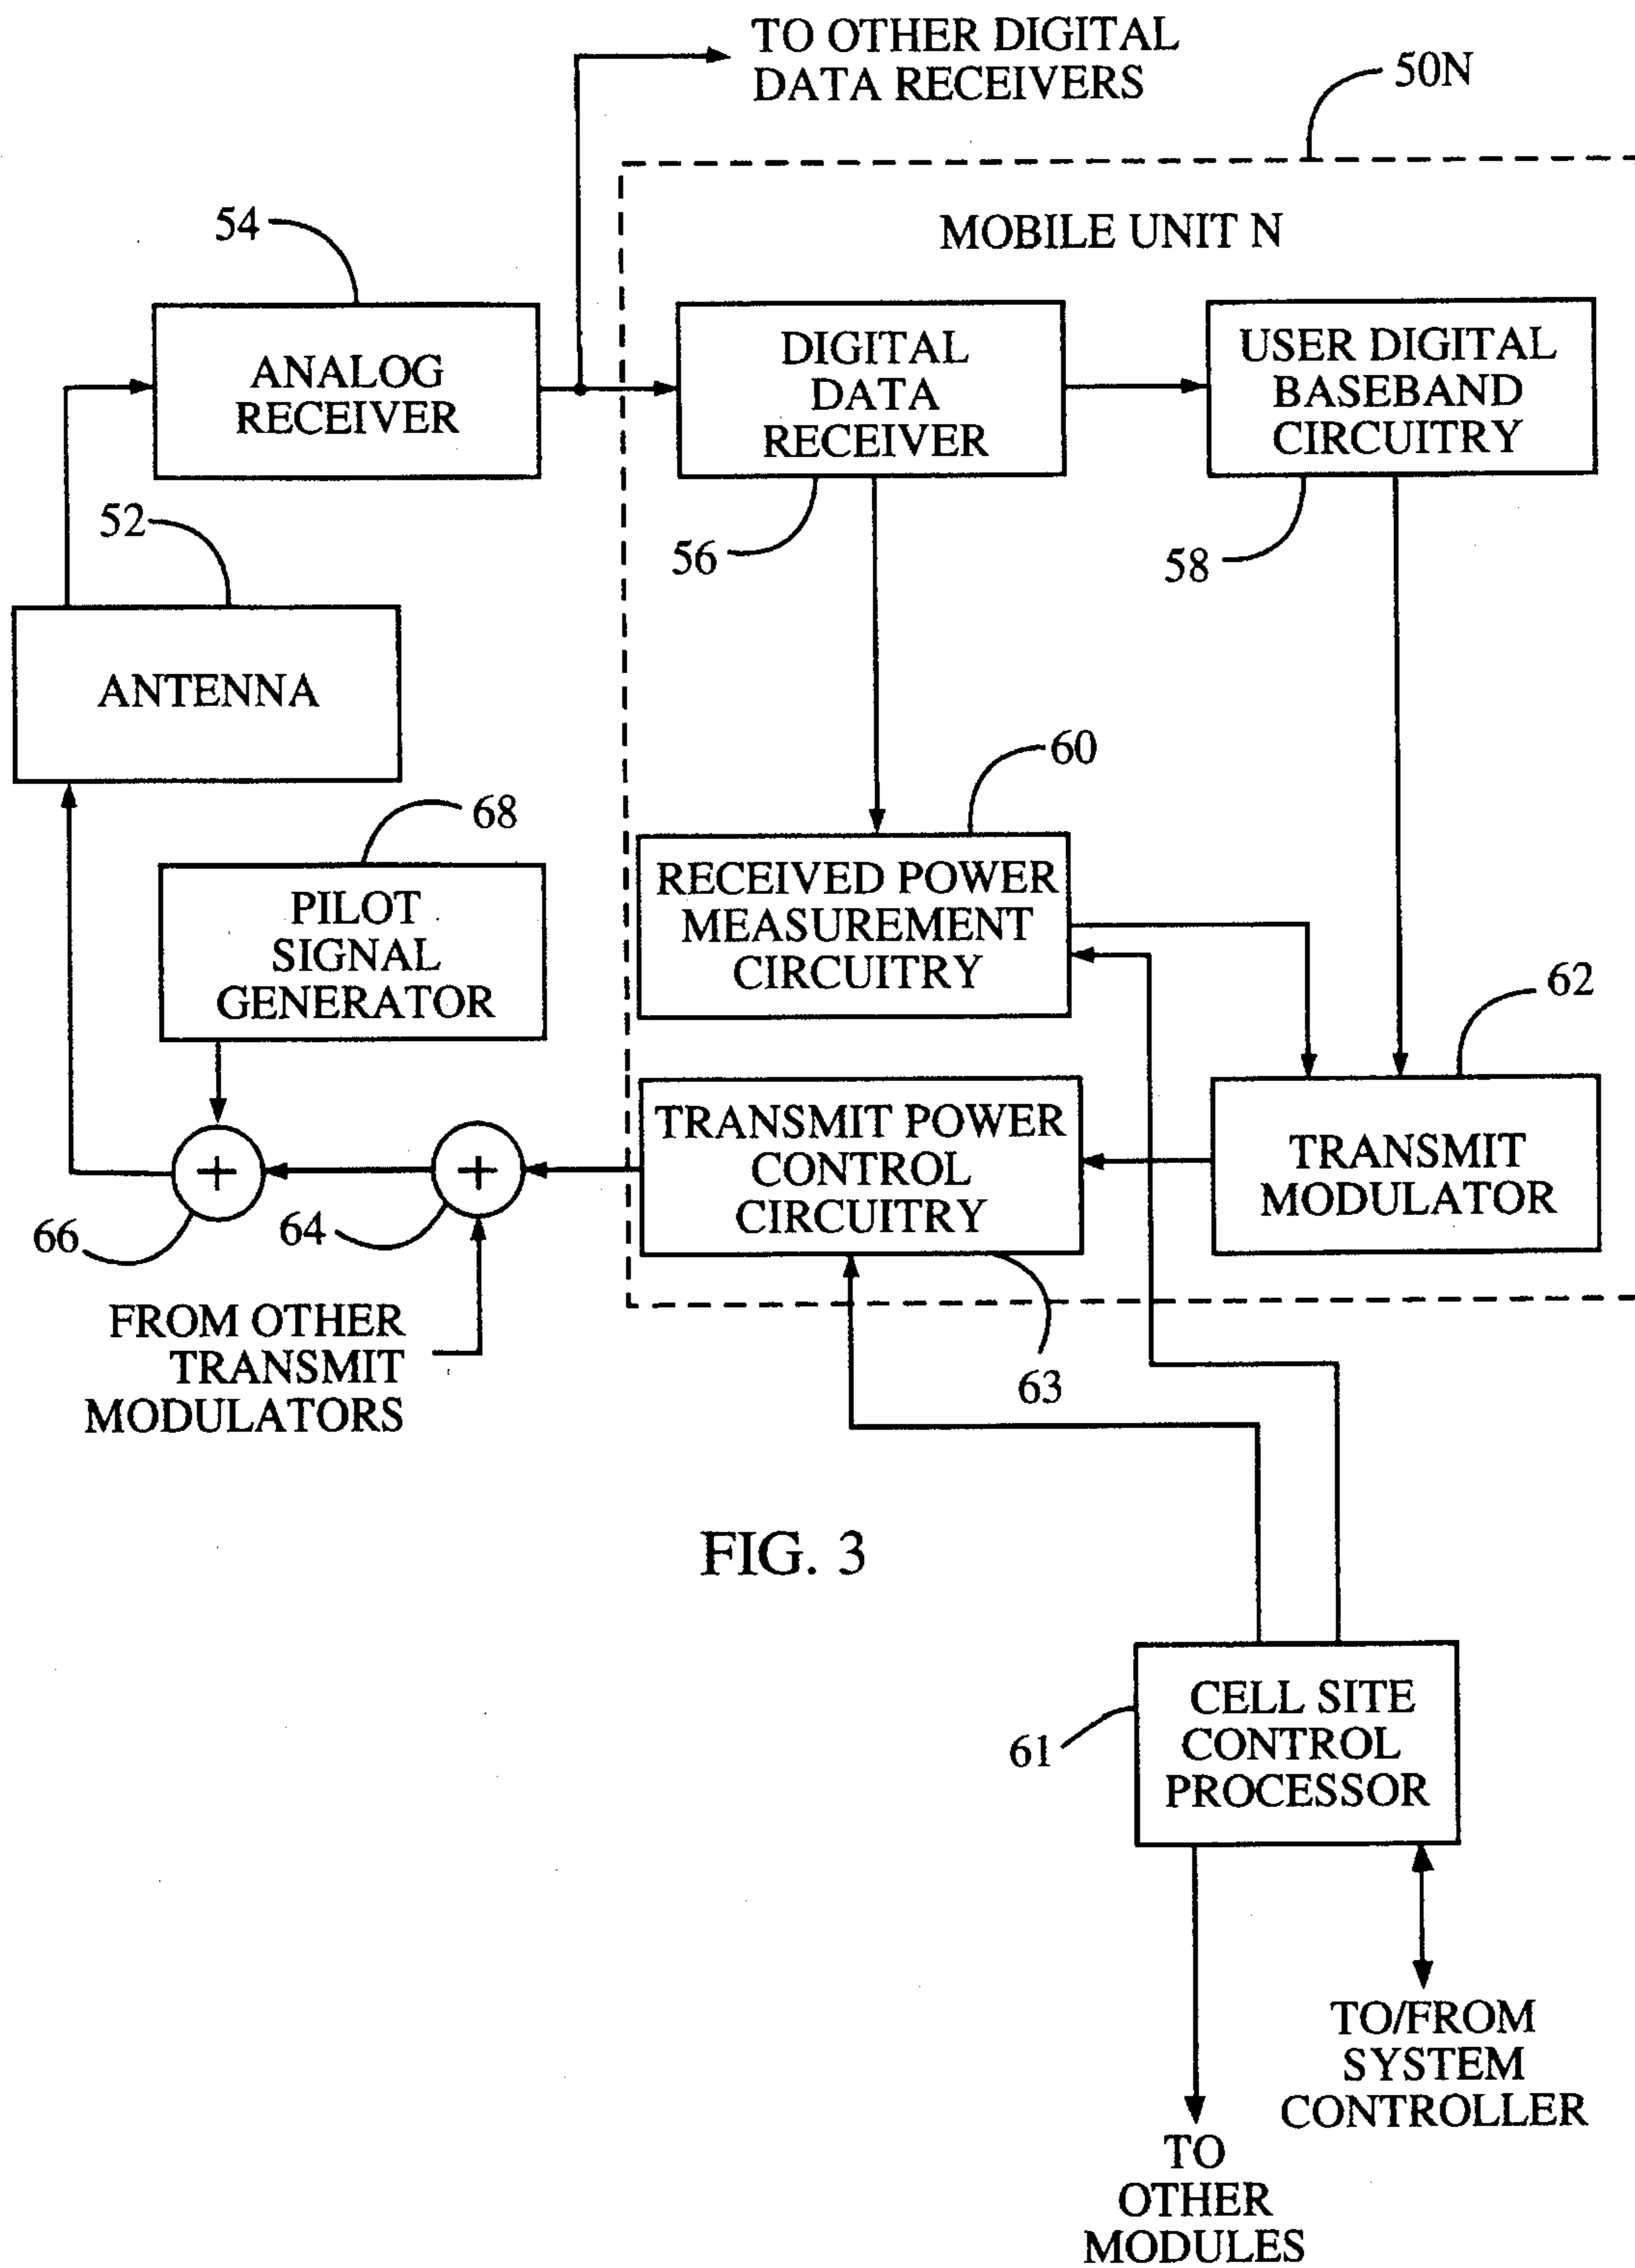 TO OTHER DIGITAL
DATA RECEIVERS
50N
MOBILE UNIT N
54
ANALOG
RECEIVER
DIGITAL
DATA
RECEIVER
USER DIGITAL
BASEBAND
CIRCUITRY
52
56
58
ANTENNA
60
68
RECEIVED POWER
MEASUREMENT
CIRCUITRY
PILOT
SIGNAL
GENERATOR
62
TRANSMIT POWER
CONTROL
CIRCUITRY
TRANSMIT
MODULATOR
+
+
66
64
FROM OTHER
TRANSMIT
MODULATORS
63
FIG. 3
61
CELL SITE
CONTROL
PROCESSOR
TO/FROM
SYSTEM
CONTROLLER
TO
OTHER
MODULES